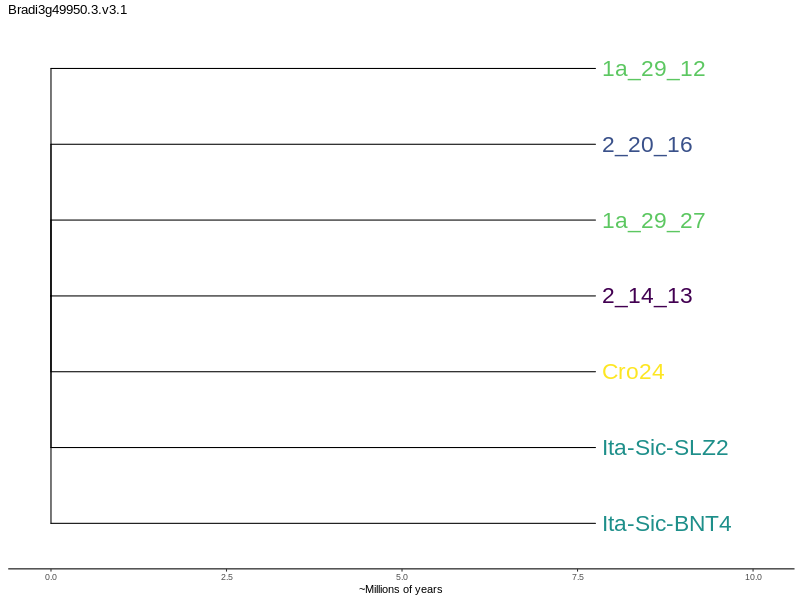 Bradi3g49950.3.v3.1
1a_29_12
2_20_16
1a_29_27
2_14_13
Cro24
Ita-Sic-SLZ2
Ita-Sic-BNT4
0.0 2.5 5.0 7.5 10.0
~Millions of years